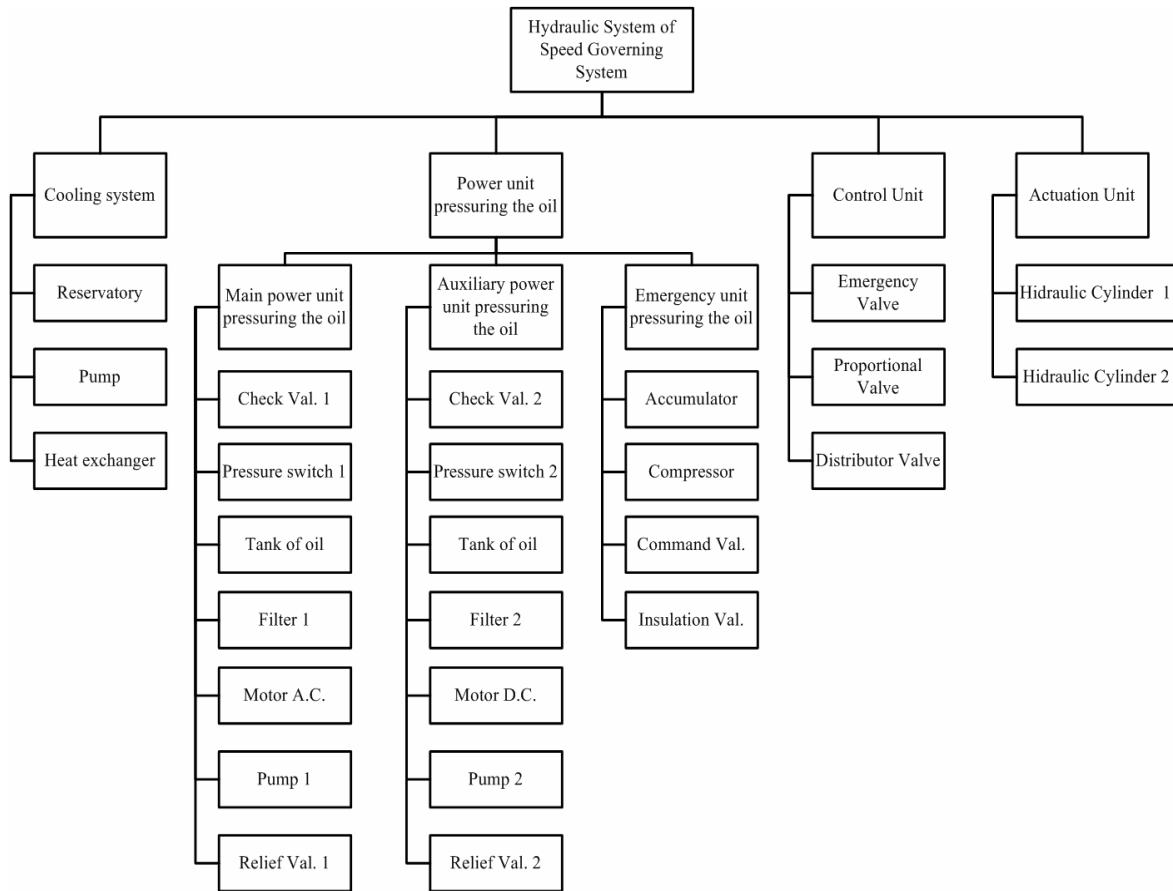 Hydraulic System of
Speed Governing
System
Cooling system
Reservatory
Pump
Heat exchanger
Power unit
pressuring the oil
Main power unit
pressuring the oil
Check Val. 1
Pressure switch 1
Tank of oil
Filter 1
Motor A.C.
Pump 1
Relief Val. 1
Auxiliary power
unit pressuring
the oil
Check Val. 2
Pressure switch 2
Tank of oil
Filter 2
Motor D.C.
Pump 2
Relief Val. 2
Emergency unit
pressuring the oil
Accumulator
Compressor
Command Val.
Insulation Val.
Control Unit
Emergency
Valve
Proportional
Valve
Distributor Valve
Actuation Unit
Hidraulic Cylinder 1
Hidraulic Cylinder 2